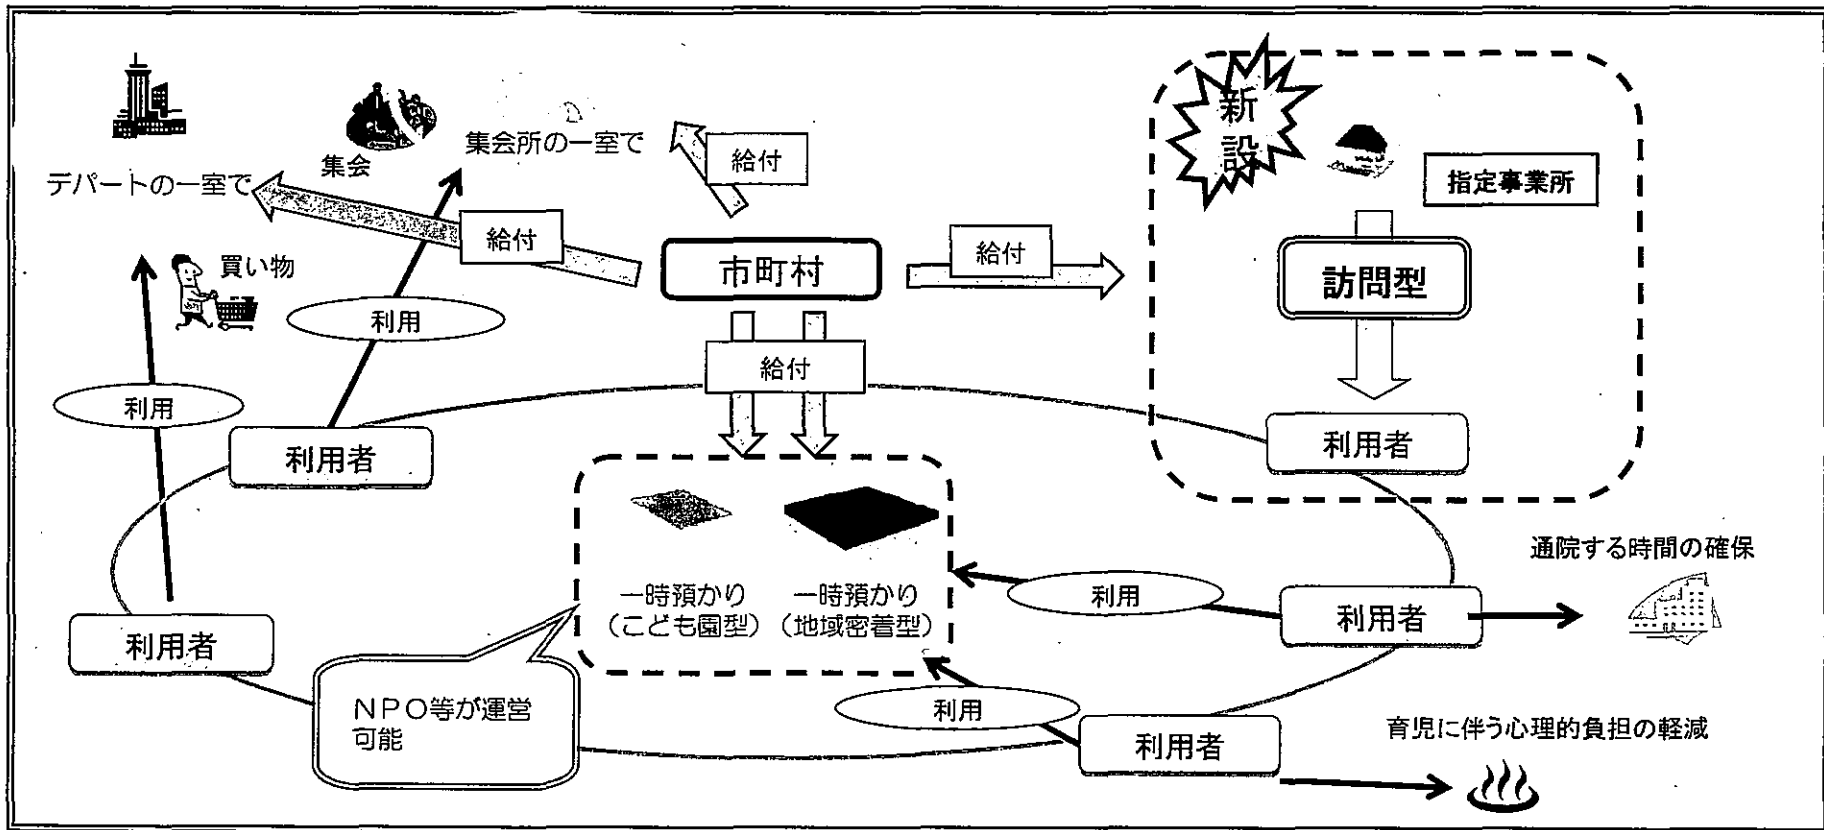 新
設
指定事業所
訪問型
利用者
集会
集会所の一室で
デパートの一室で
給付
給付
給付
市町村
給付
買い物
利用
利用
利用者
利用者
一時預かり
（こども園型）
一時預かり
（地域密着型）
NPO等が運営
可能
利用
利用者
通院する時間の確保
利用
利用者
育児に伴う心理的負担の軽減